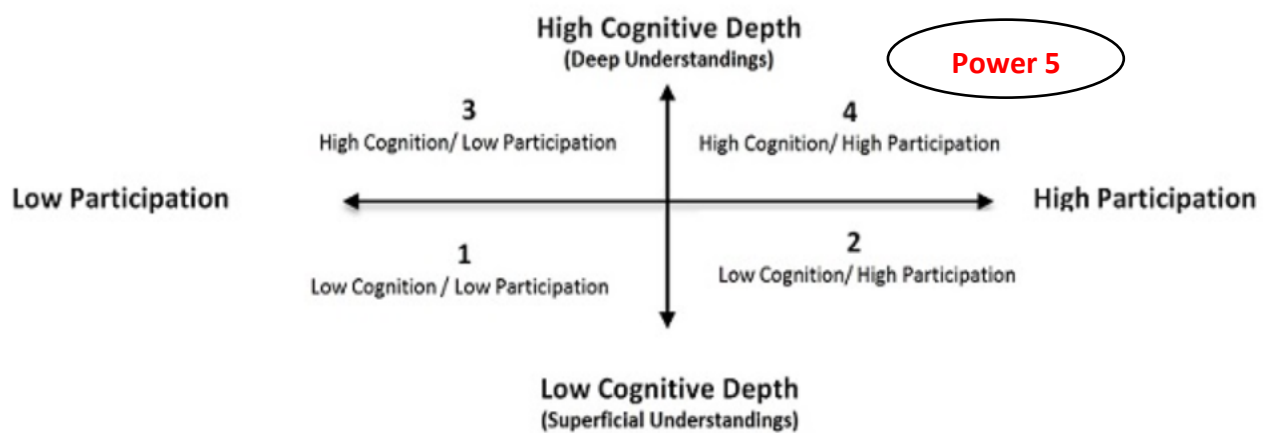 High Cognitive Depth
(Deep Understandings)
Power 5
3
High Cognition/ Low Participation
4
High Cognition/ High Participation
Low Participation
High Participation
1
Low Cognition / Low Participation
2
Low Cognition/ High Participation
Low Cognitive Depth
(Superficial Understandings)